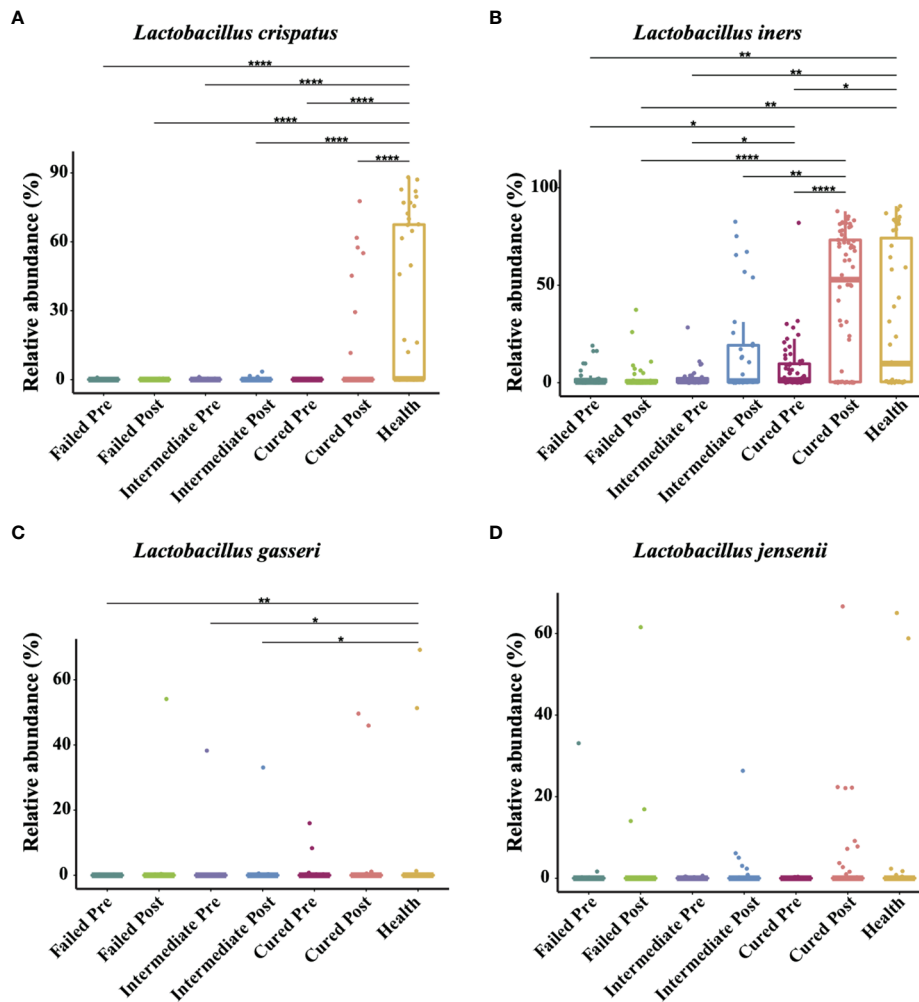 A
Lactobacillus crispatus
****
****
****
****
****
****
90
60
30
0
Relative abundance (%)
Failed Pre
Failed Post
Intermediate Pre
Intermediate Post
Cured Pre
Cured Post
Health
B
Lactobacillus iners
**
**
*
**
*
*
****
**
****
100
50
0
Relative abundance (%)
Failed Pre
Failed Post
Intermediate Pre
Intermediate Post
Cured Pre
Cured Post
Health
C
Lactobacillus gasseri
**
*
*
60
40
20
0
Relative abundance (%)
Failed Pre
Failed Post
Intermediate Pre
Intermediate Post
Cured Pre
Cured Post
Health
D
Lactobacillus jensenii
60
40
20
0
Relative abundance (%)
Failed Pre
Failed Post
Intermediate Pre
Intermediate Post
Cured Pre
Cured Post
Health